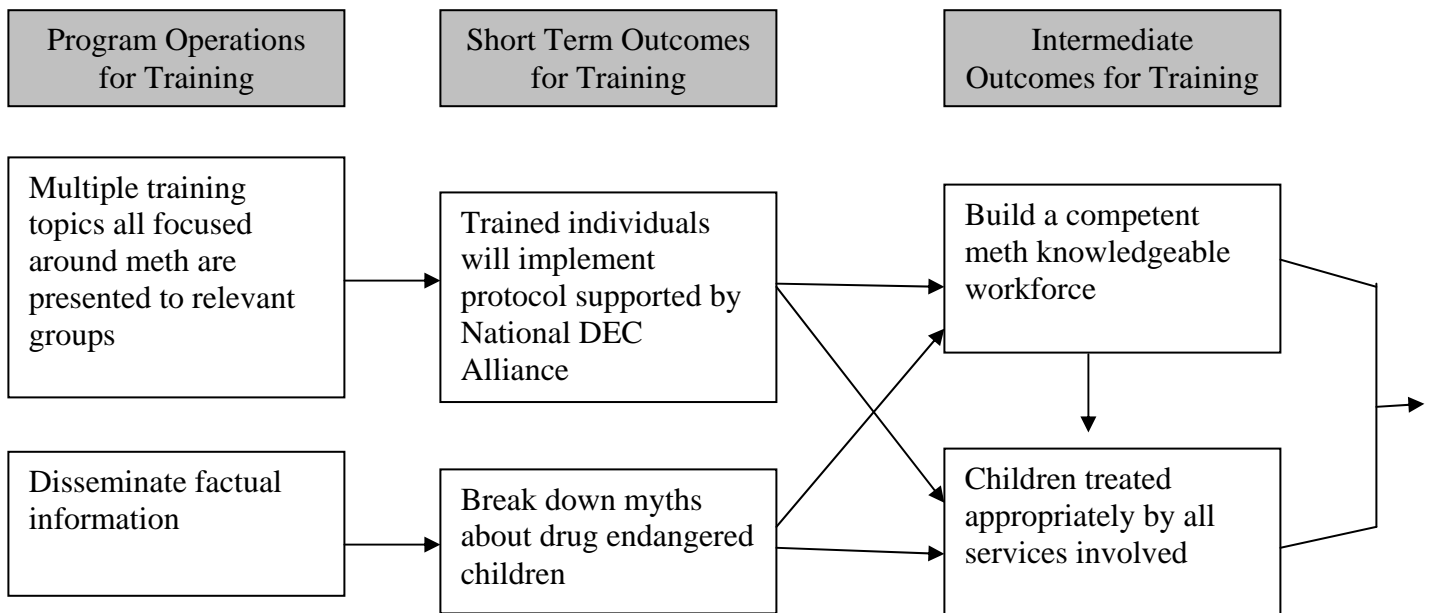 Program Operations
for Training
Short Term Outcomes
for Training
Intermediate
Outcomes for Training
Multiple training
topics all focused
around meth are
presented to relevant
groups
Trained individuals
will implement
protocol supported by
National DEC
Alliance
Build a competent
meth knowledgeable
workforce
Disseminate factual
information
Break down myths
about drug endangered
children
Children treated
appropriately by all
services involved